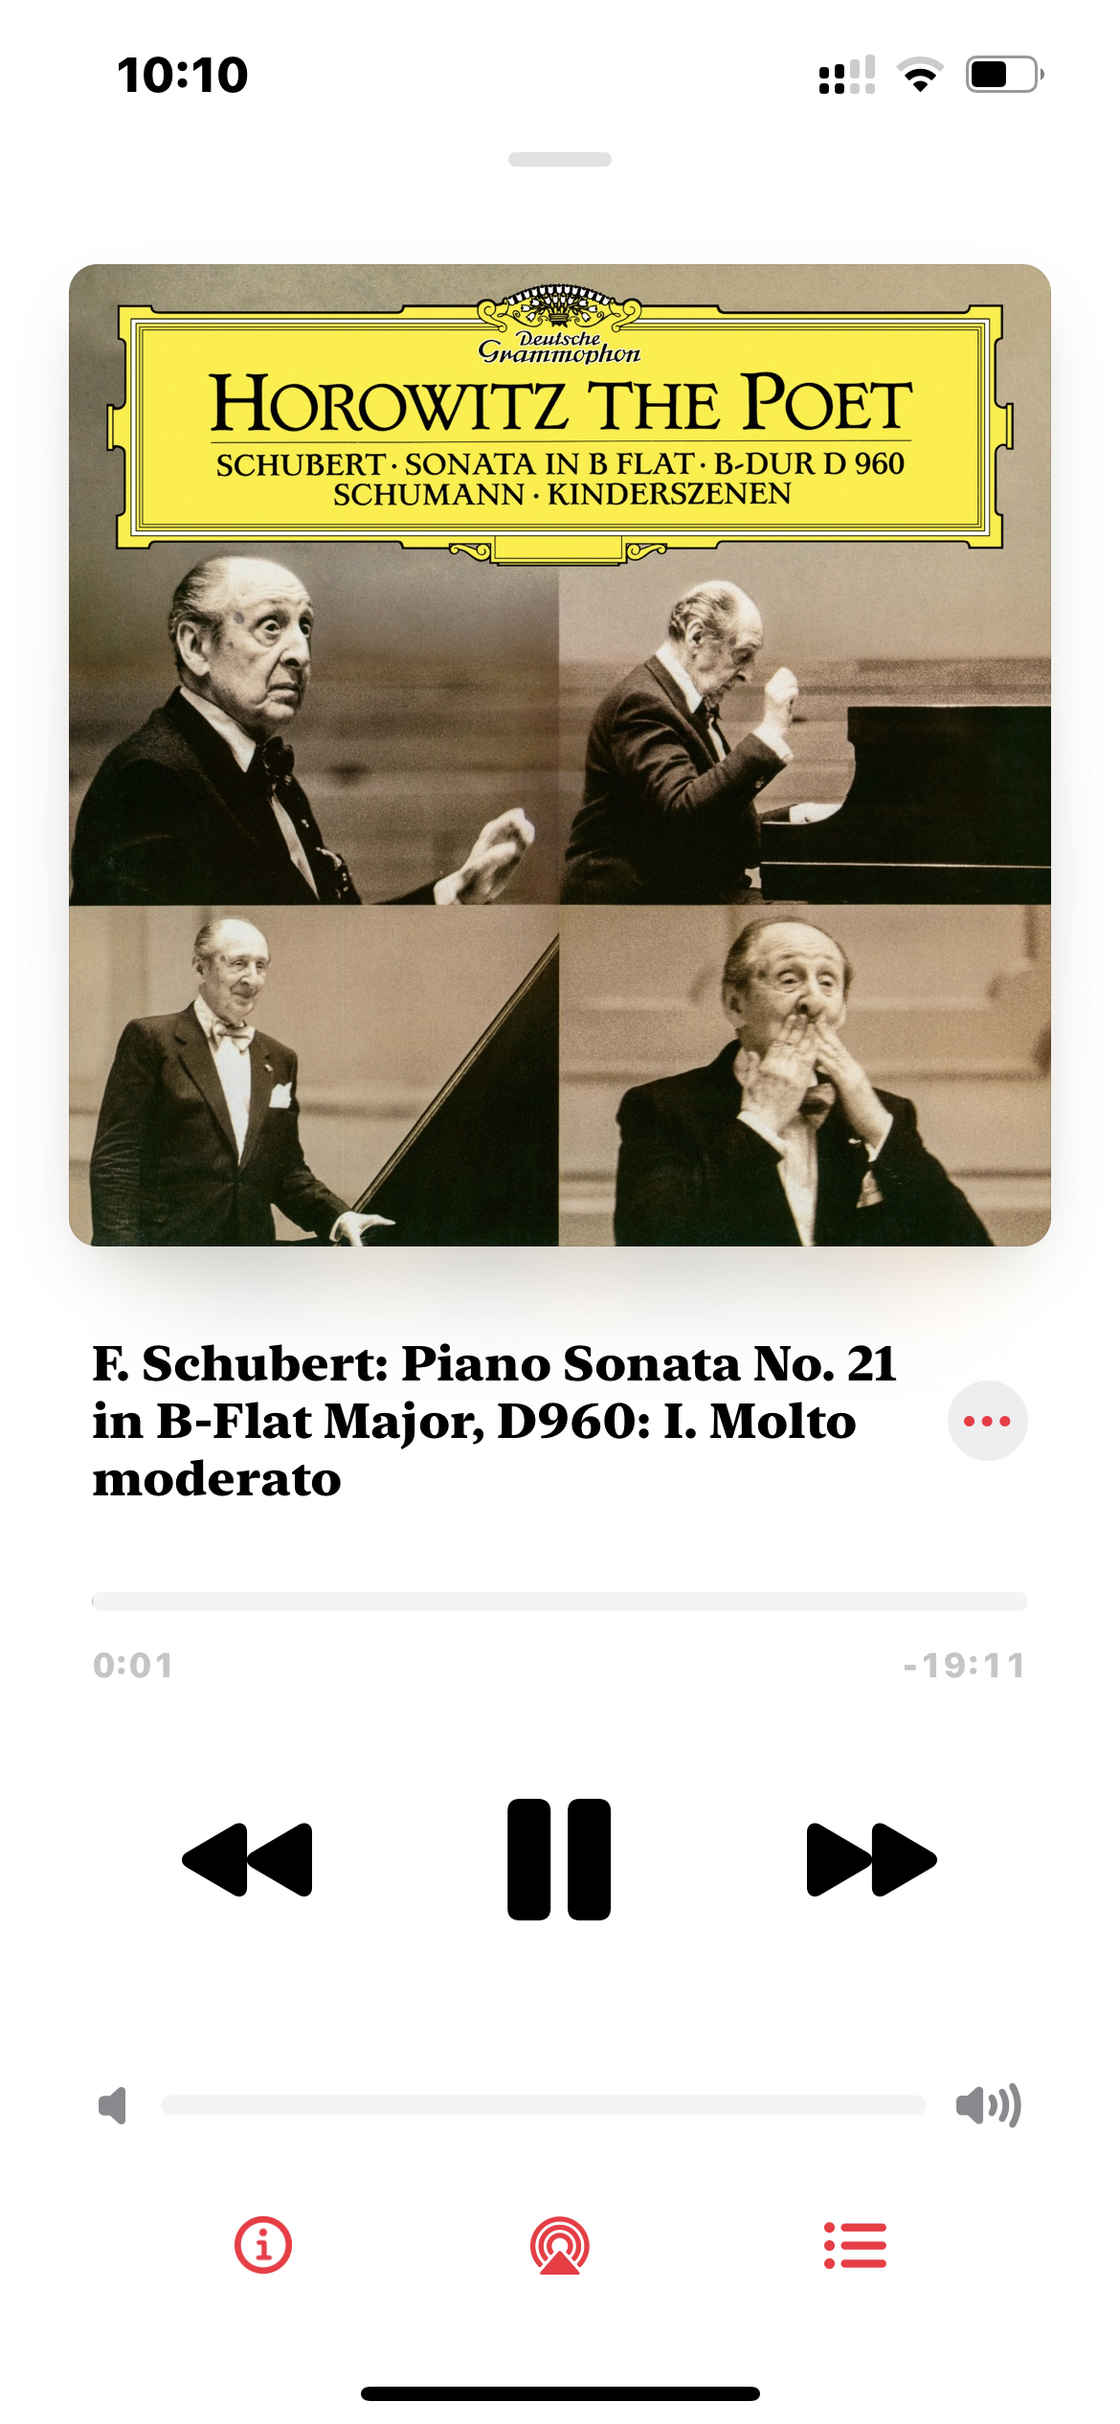 10:10
Deutsche
Grammophon
HOROWITZ THE POET
SCHUBERT · SONATA IN B FLAT · B-DUR D 960
SCHUMANN · KINDERSZENEN
F. Schubert: Piano Sonata No. 21
in B-Flat Major, D960: I. Molto
moderato
0:01
-19:11